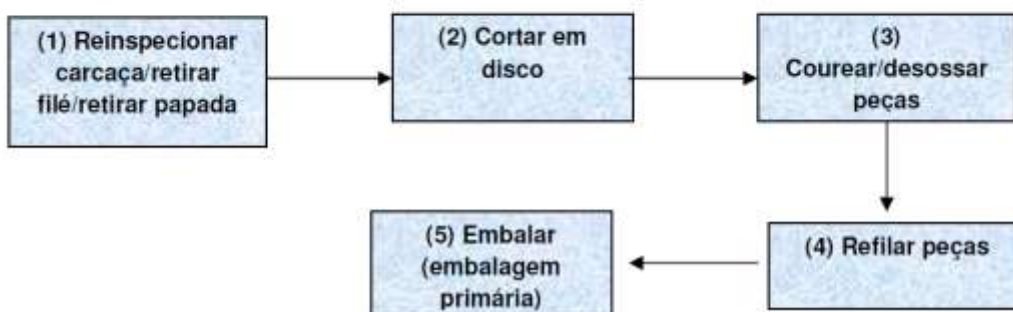 (1) Reinspecionar
carcaça/retirar
filé/retirar papada
(2) Cortar em
disco
(3)
Courear/desossar
peças
(4) Refilar peças
(5) Embalar
(embalagem
primária)